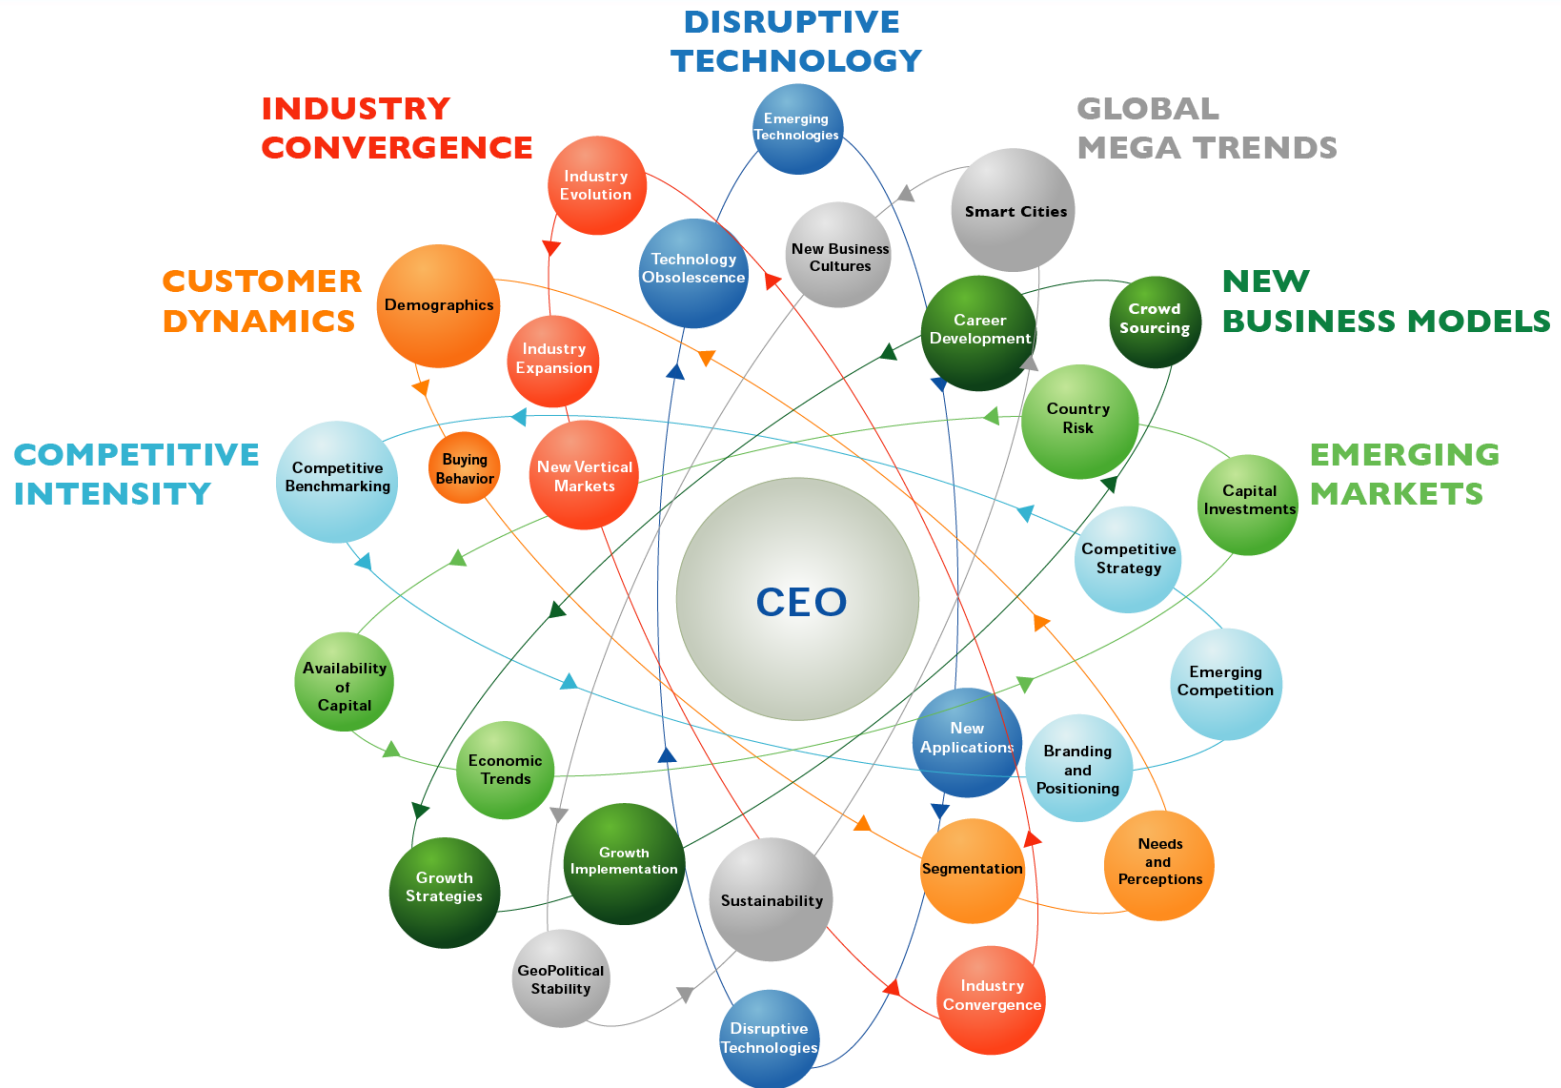 DISRUPTIVE
TECHNOLOGY
INDUSTRY
CONVERGENCE
GLOBAL
MEGA TRENDS
CUSTOMER
DYNAMICS
NEW
BUSINESS MODELS
COMPETITIVE
INTENSITY
EMERGING
MARKETS
Emerging
Technologies
Industry
Evolution
Smart Cities
Technology
Obsolescence
New Business
Cultures
Demographics
Career
Development
Crowd
Sourcing
Industry
Expansion
Country
Risk
Competitive
Benchmarking
Buying
Behavior
New Vertical
Markets
Capital
Investments
Competitive
Strategy
CEO
Availability
of
Capital
Emerging
Competition
New
Applications
Economic
Trends
Branding
and
Positioning
Growth
Strategies
Growth
Implementation
Sustainability
Segmentation
Needs
and
Perceptions
GeoPolitical
Stability
Industry
Convergence
Disruptive
Technologies